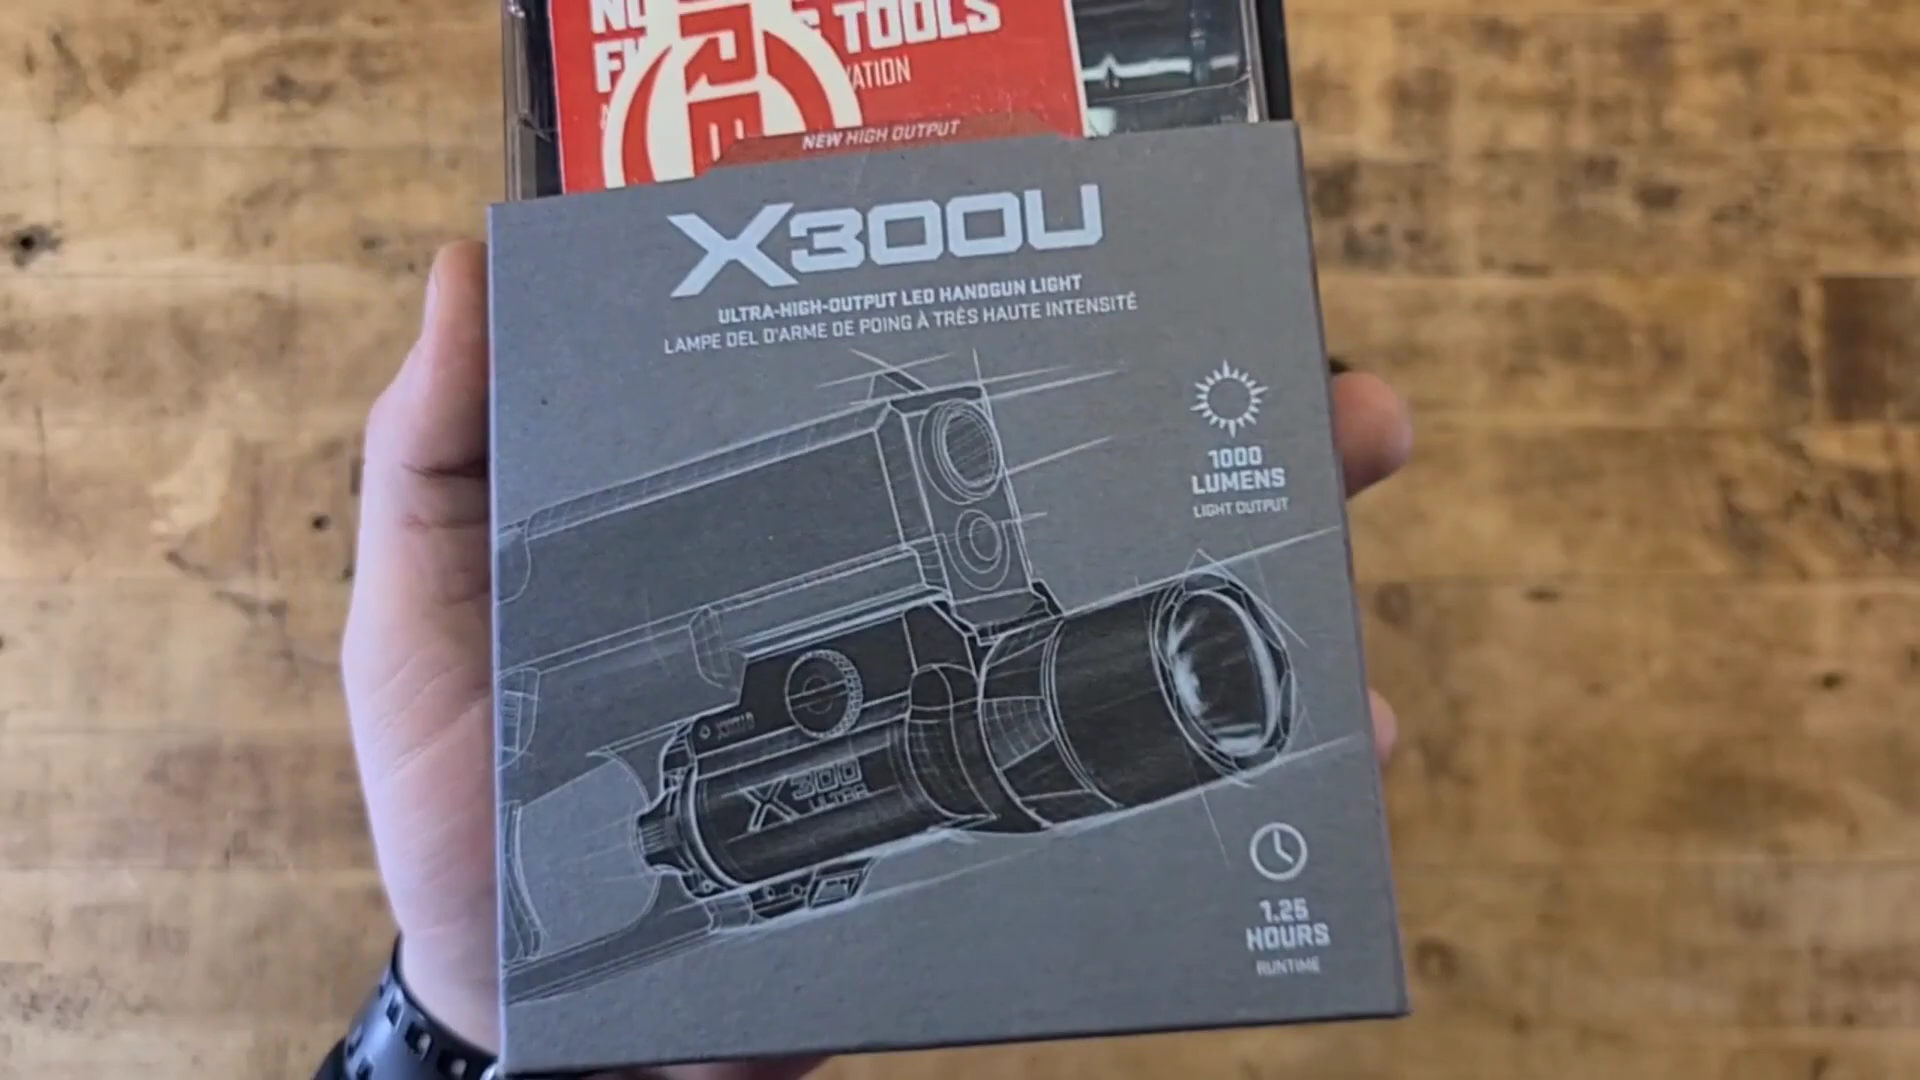 TOOLS
NEW HIGH OUTPUT
X300U
ULTRA-HIGH-OUTPUT LED HANDGUN LIGHT
LAMPE DEL D'ARME DE POING À TRÈS HAUTE INTENSITÉ
1000
LUMENS
LIGHT OUTPUT
X300
ULTRA
1.25
HOURS
RUNTIME